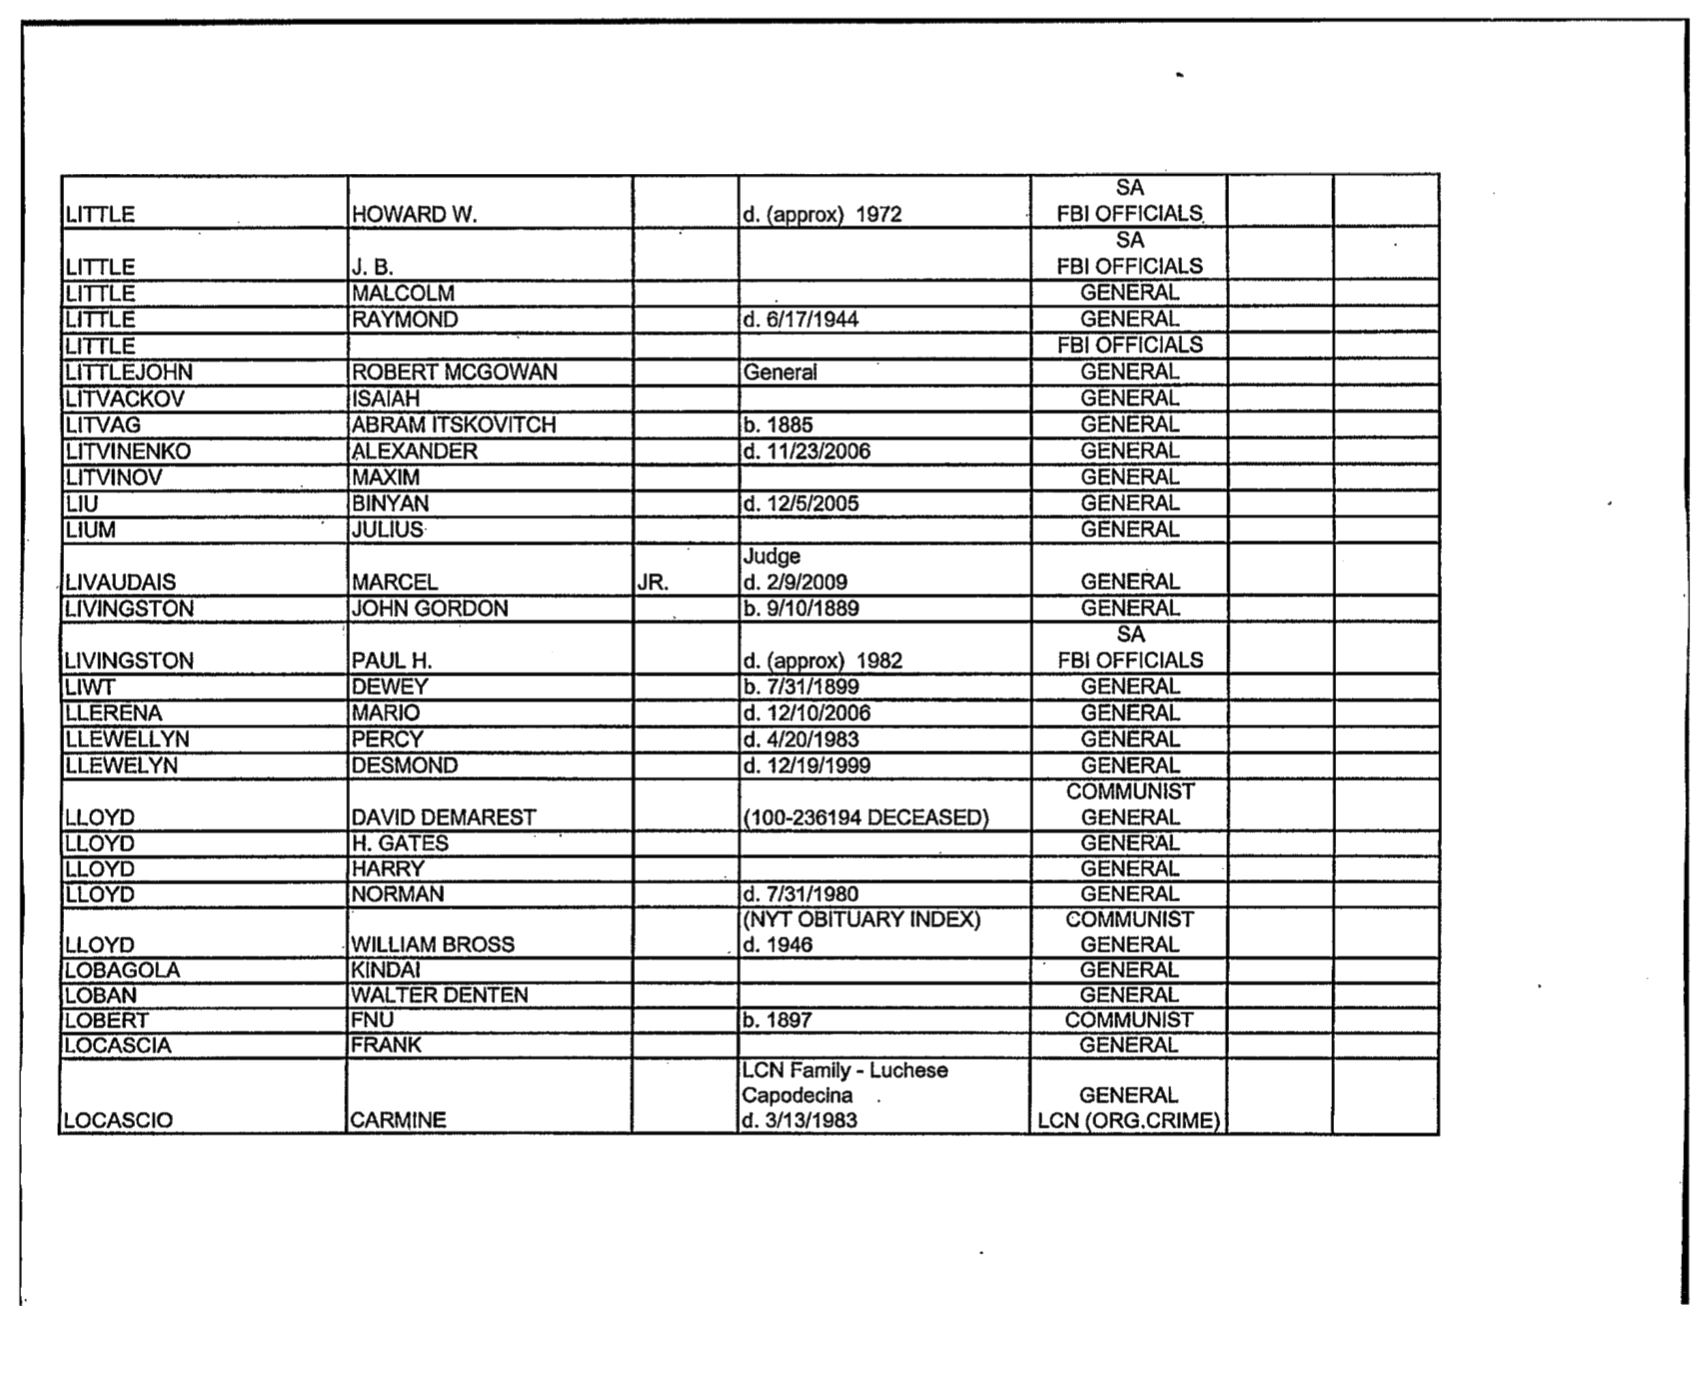 SA
LITTLE HOWARD W. d. (approx) 1972 FBI OFFICIALS
SA
LITTLE J. B. FBI OFFICIALS
LITTLE MALCOLM GENERAL
LITTLE RAYMOND d. 6/17/1944 GENERAL
LITTLE FBI OFFICIALS
LITTLEJOHN ROBERT MCGOWAN General GENERAL
LITVACKOV ISAIAH GENERAL
LITVAG ABRAM ITSKOVITCH b. 1885 GENERAL
LITVINENKO ALEXANDER d. 11/23/2006 GENERAL
LITVINOV MAXIM GENERAL
LIU BINYAN d. 12/5/2005 GENERAL
LIUM JULIUS GENERAL
Judge
LIVAUDAIS MARCEL JR. d. 2/9/2009 GENERAL
LIVINGSTON JOHN GORDON b. 9/10/1889 GENERAL
SA
LIVINGSTON PAUL H. d. (approx) 1982 FBI OFFICIALS
LIWT DEWEY b. 7/31/1899 GENERAL
LLERENA MARIO d. 12/10/2006 GENERAL
LLEWELLYN PERCY d. 4/20/1983 GENERAL
LLEWELYN DESMOND d. 12/19/1999 GENERAL
COMMUNIST
LLOYD DAVID DEMAREST (100-236194 DECEASED) GENERAL
LLOYD H. GATES GENERAL
LLOYD HARRY GENERAL
LLOYD NORMAN d. 7/31/1980 GENERAL
(NYT OBITUARY INDEX) COMMUNIST
LLOYD WILLIAM BROSS d. 1946 GENERAL
LOBAGOLA KINDAI GENERAL
LOBAN WALTER DENTEN GENERAL
LOBERT FNU b. 1897 COMMUNIST
LOCASCIA FRANK GENERAL
LCN Family - Luchese
Capodecina GENERAL
LOCASCIO CARMINE d. 3/13/1983 LCN (ORG.CRIME)